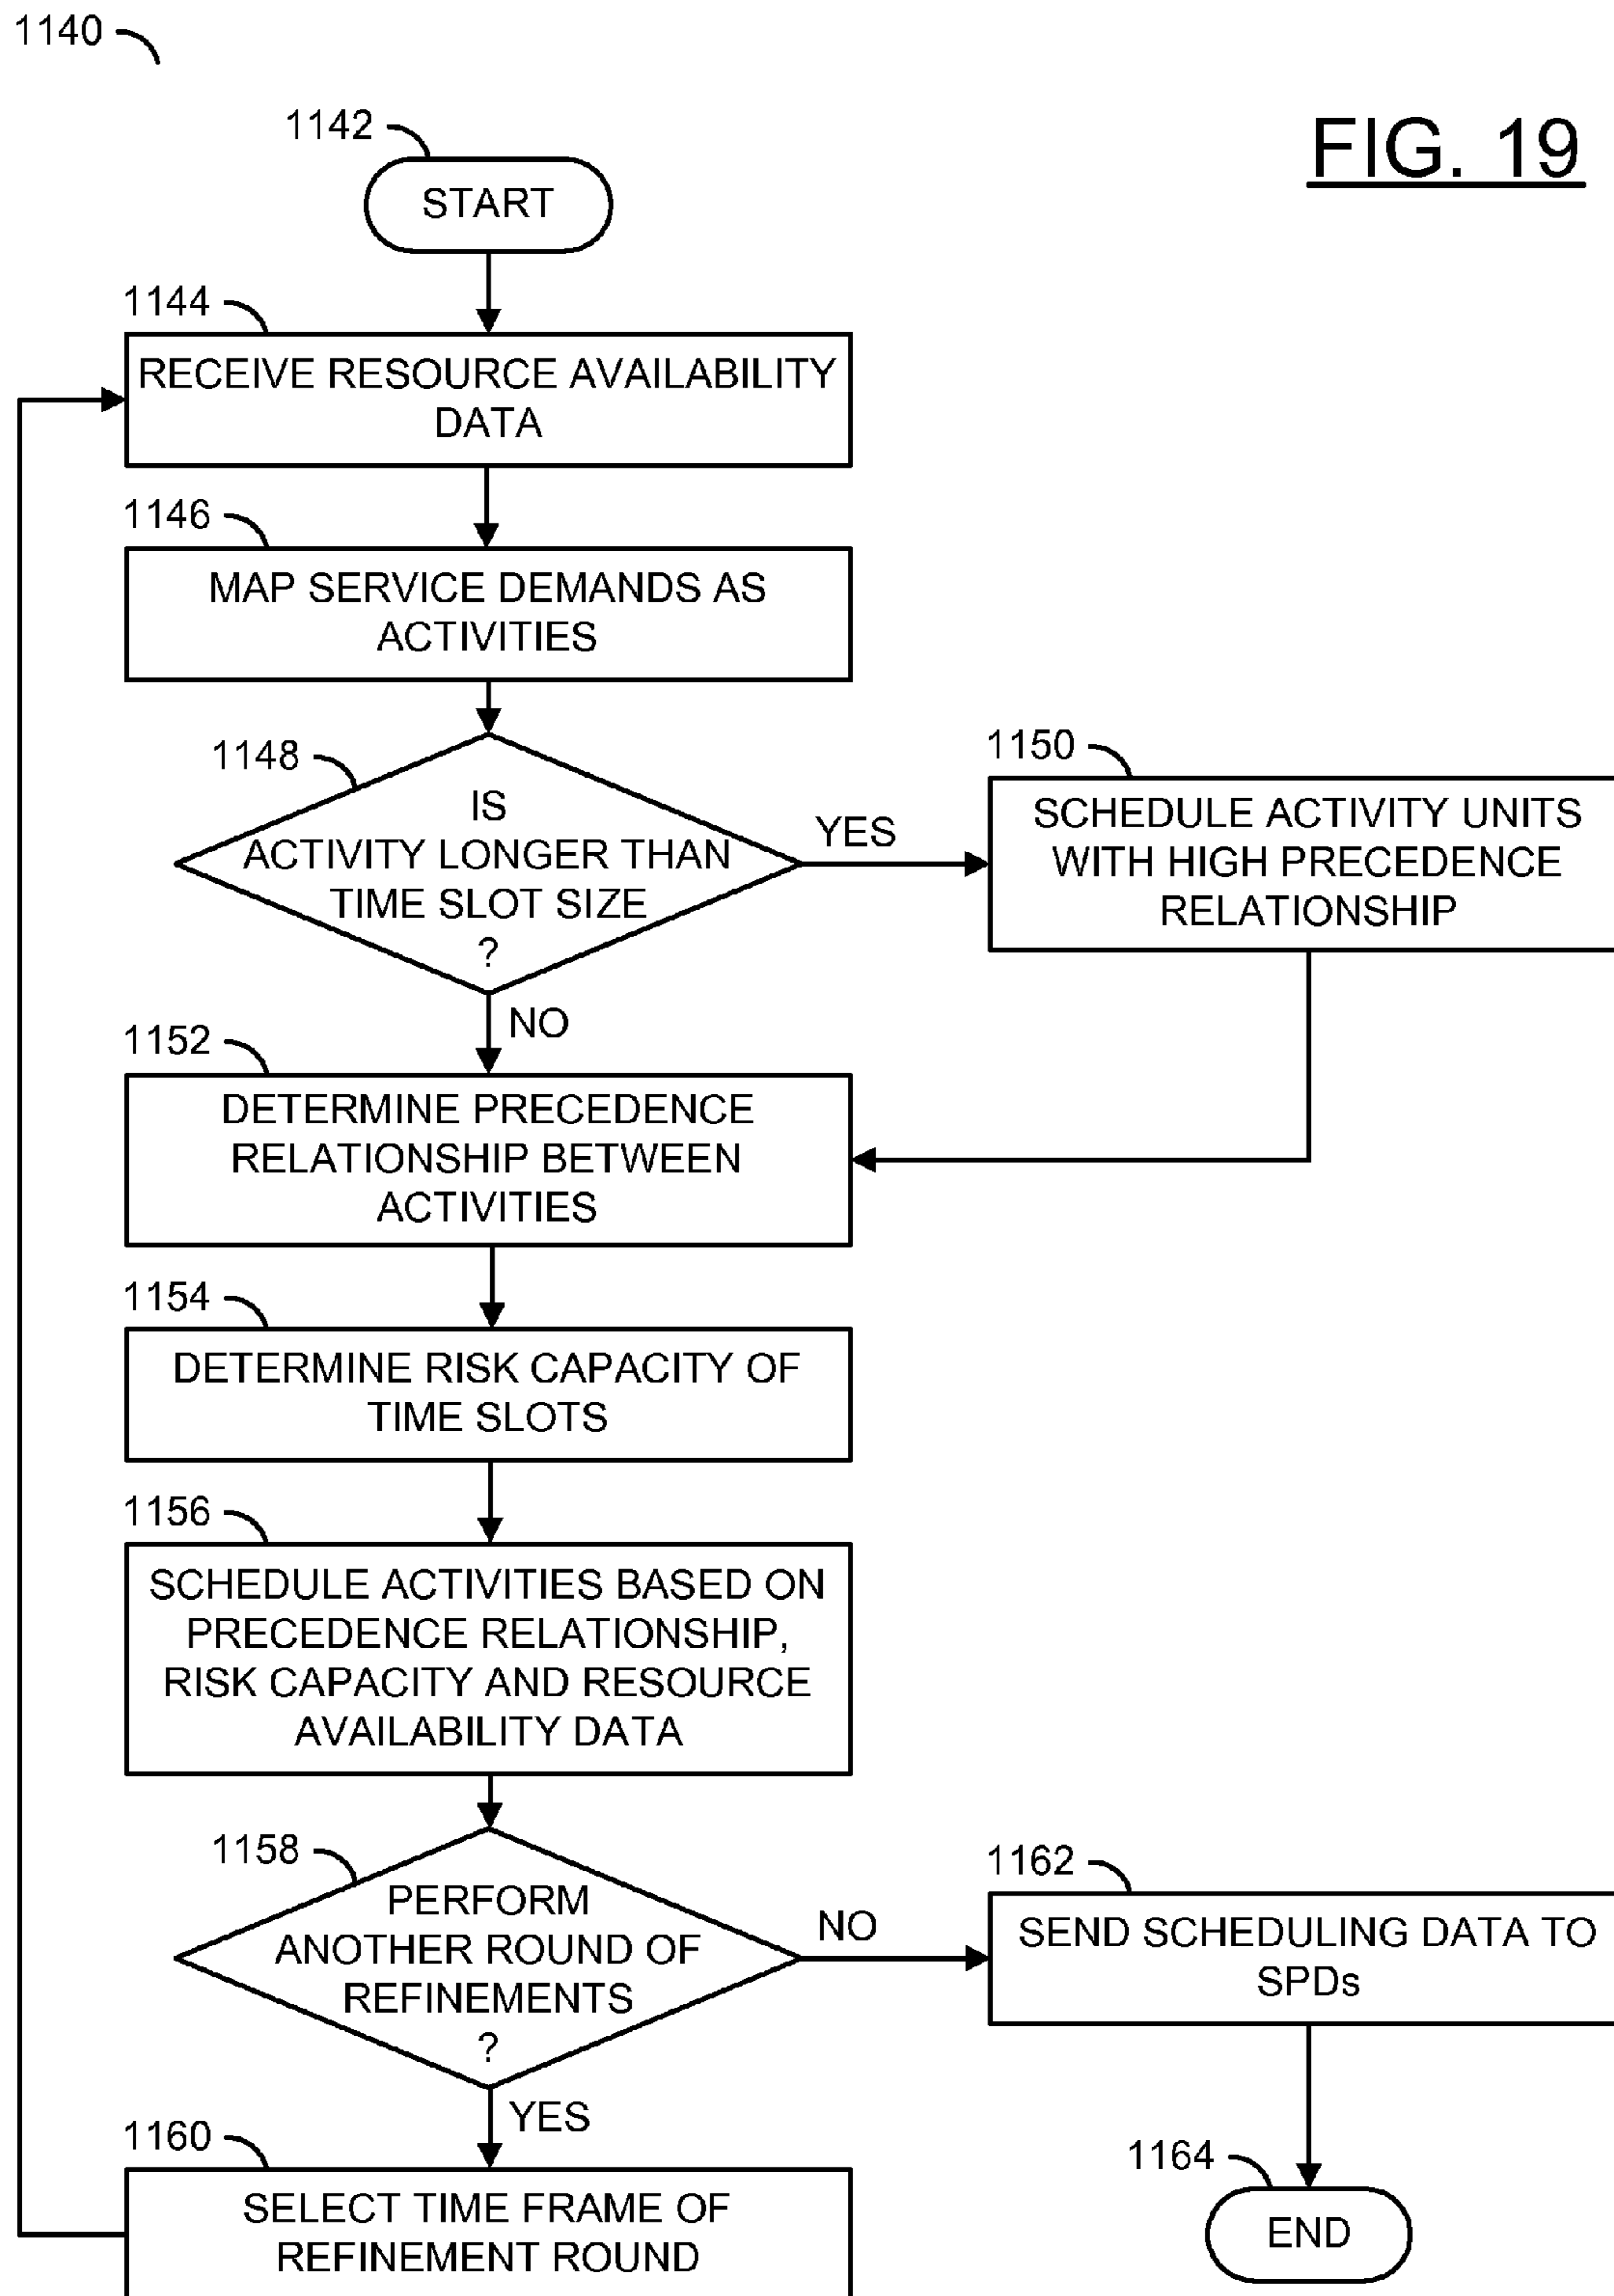 1140
FIG. 19
1142
START
1144
RECEIVE RESOURCE AVAILABILITY
DATA
1146
MAP SERVICE DEMANDS AS
ACTIVITIES
1148
IS
ACTIVITY LONGER THAN
TIME SLOT SIZE
?
YES
NO
1150
SCHEDULE ACTIVITY UNITS
WITH HIGH PRECEDENCE
RELATIONSHIP
1152
DETERMINE PRECEDENCE
RELATIONSHIP BETWEEN
ACTIVITIES
1154
DETERMINE RISK CAPACITY OF
TIME SLOTS
1156
SCHEDULE ACTIVITIES BASED ON
PRECEDENCE RELATIONSHIP,
RISK CAPACITY AND RESOURCE
AVAILABILITY DATA
1158
PERFORM
ANOTHER ROUND OF
REFINEMENTS
?
NO
YES
1162
SEND SCHEDULING DATA TO
SPDs
1160
SELECT TIME FRAME OF
REFINEMENT ROUND
1164
END